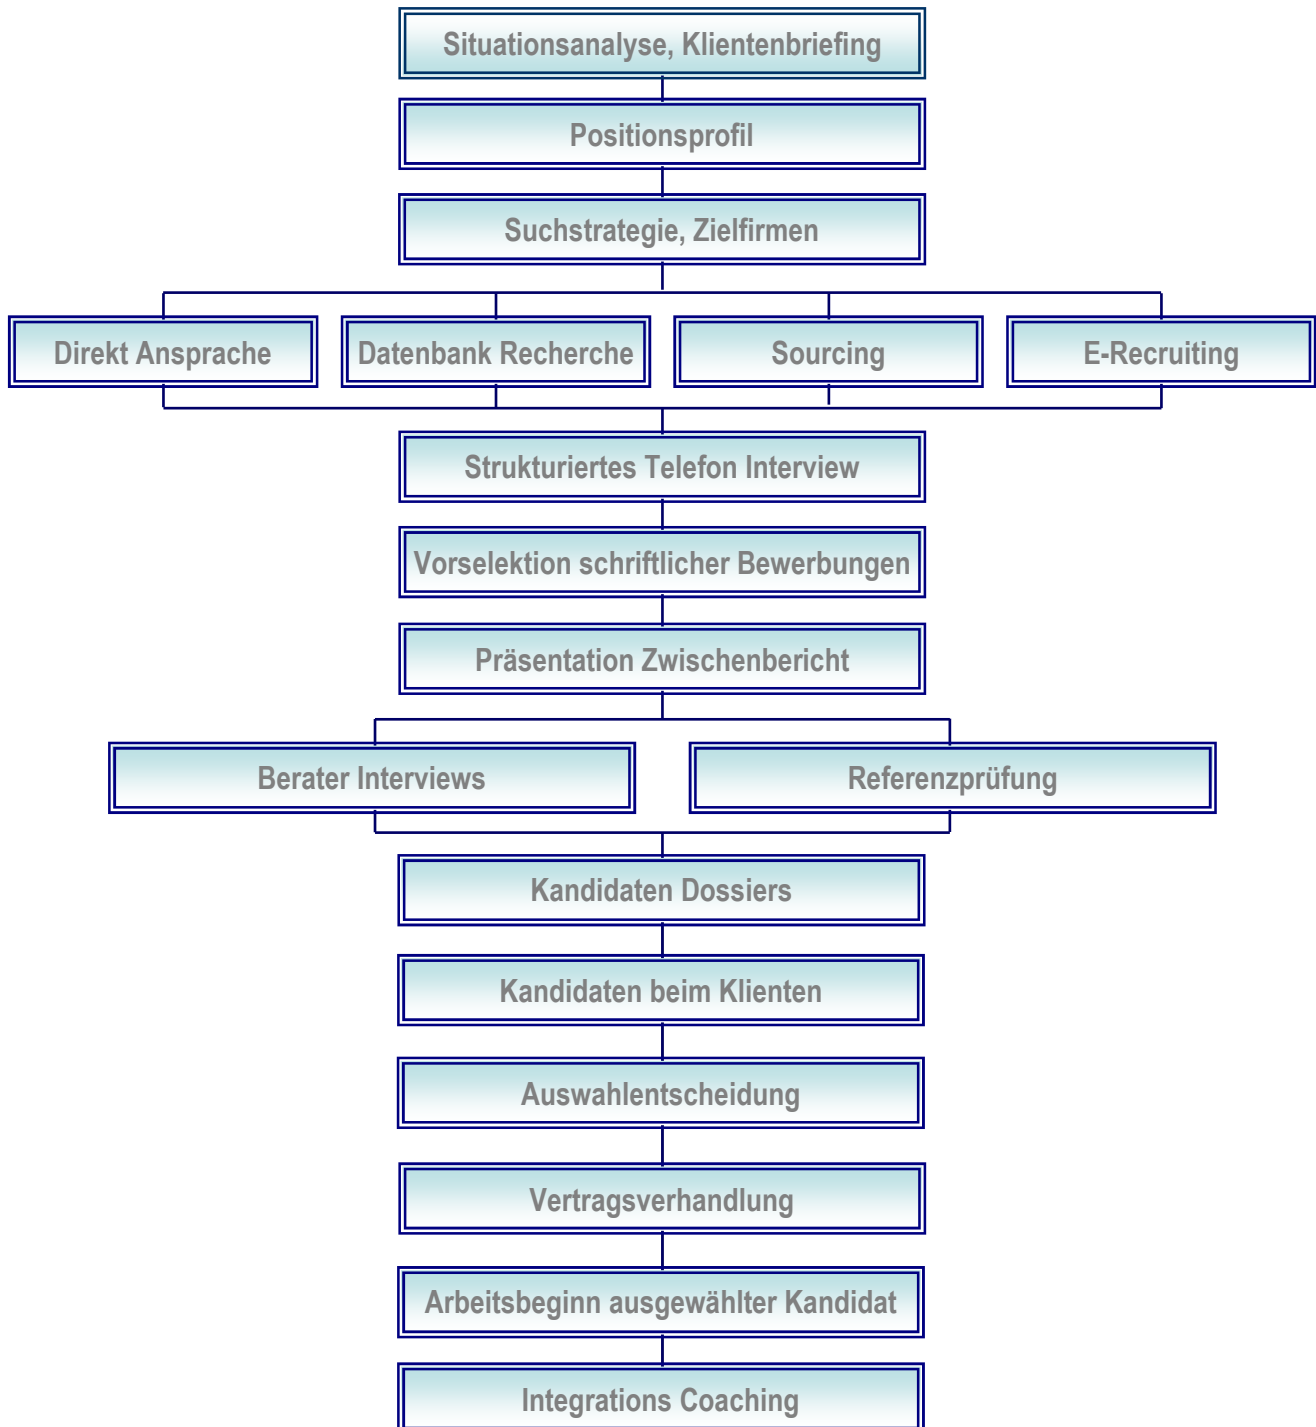 Situationsanalyse, Klientenbriefing
Positionsprofil
Suchstrategie, Zielfirmen
Direkt Ansprache
Datenbank Recherche
Sourcing
E-Recruiting
Strukturiertes Telefon Interview
Vorselektion schriftlicher Bewerbungen
Präsentation Zwischenbericht
Berater Interviews
Referenzprüfung
Kandidaten Dossiers
Kandidaten beim Klienten
Auswahlentscheidung
Vertragsverhandlung
Arbeitsbeginn ausgewählter Kandidat
Integrations Coaching